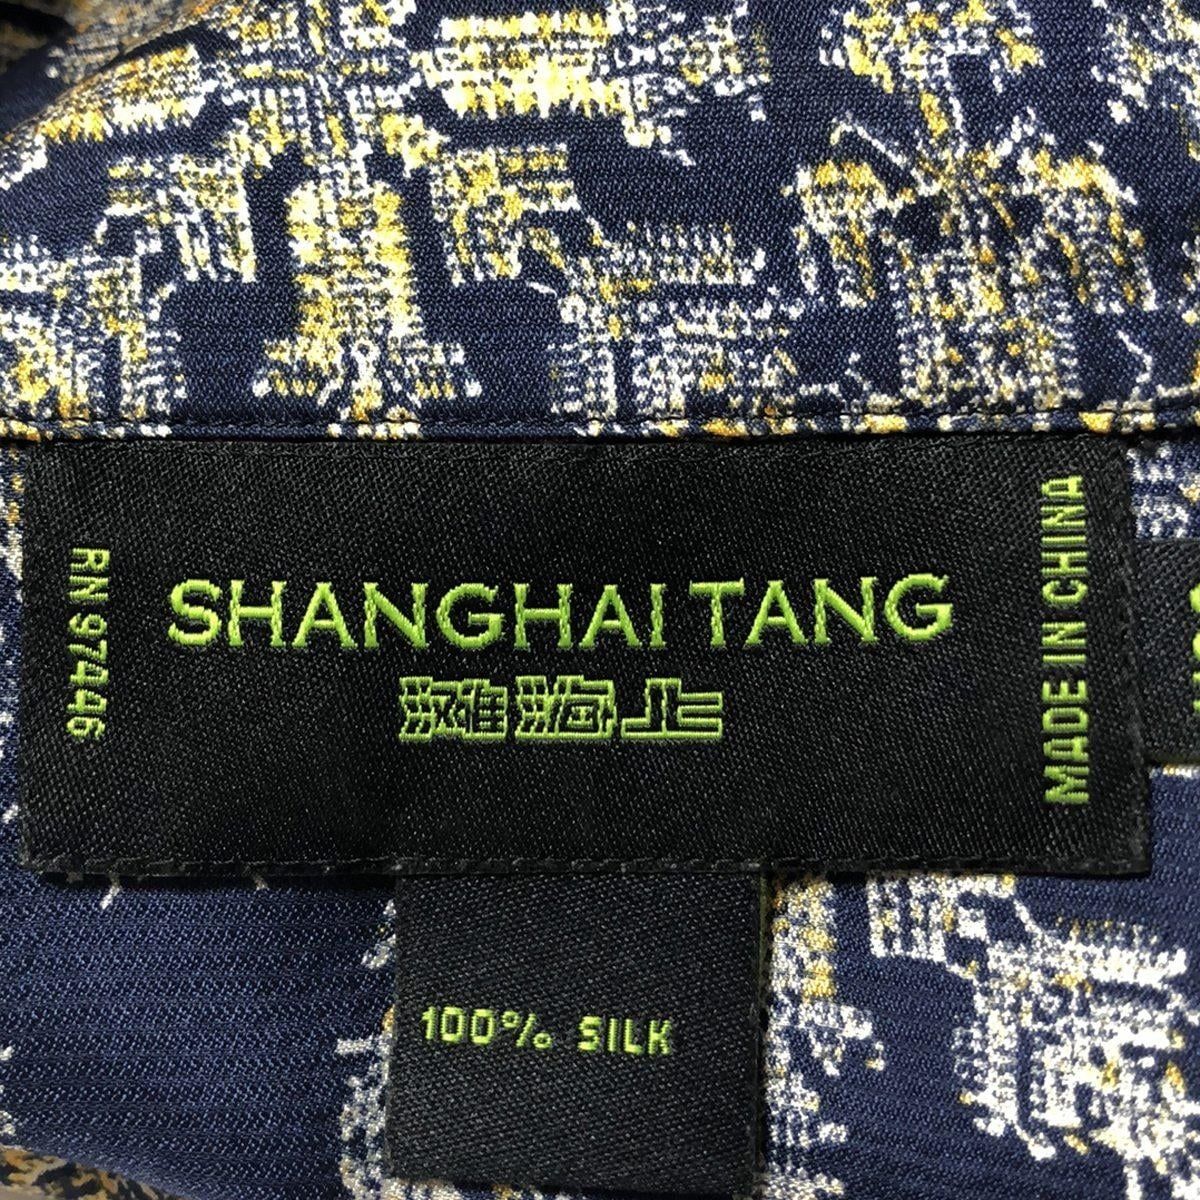 SHANGHAI TANG
灘海上
RN 97446
MADE IN CHINA
100% SILK